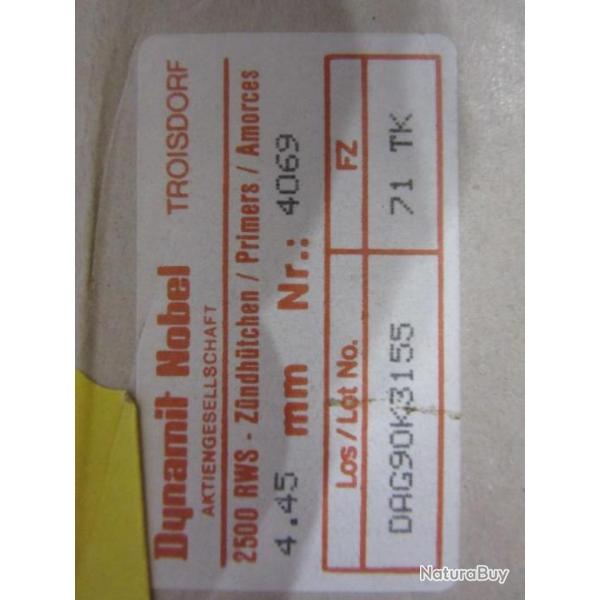 Dynamit Nobel TROISDORF
AKTIENGESELLSCHAFT
2500 RWS - Zündhütchen / Primers / Amorces
4.45 mm Nr.: 4069
Los / Lot No. FZ
DAG90K3155 71 TK
NaturaBuy